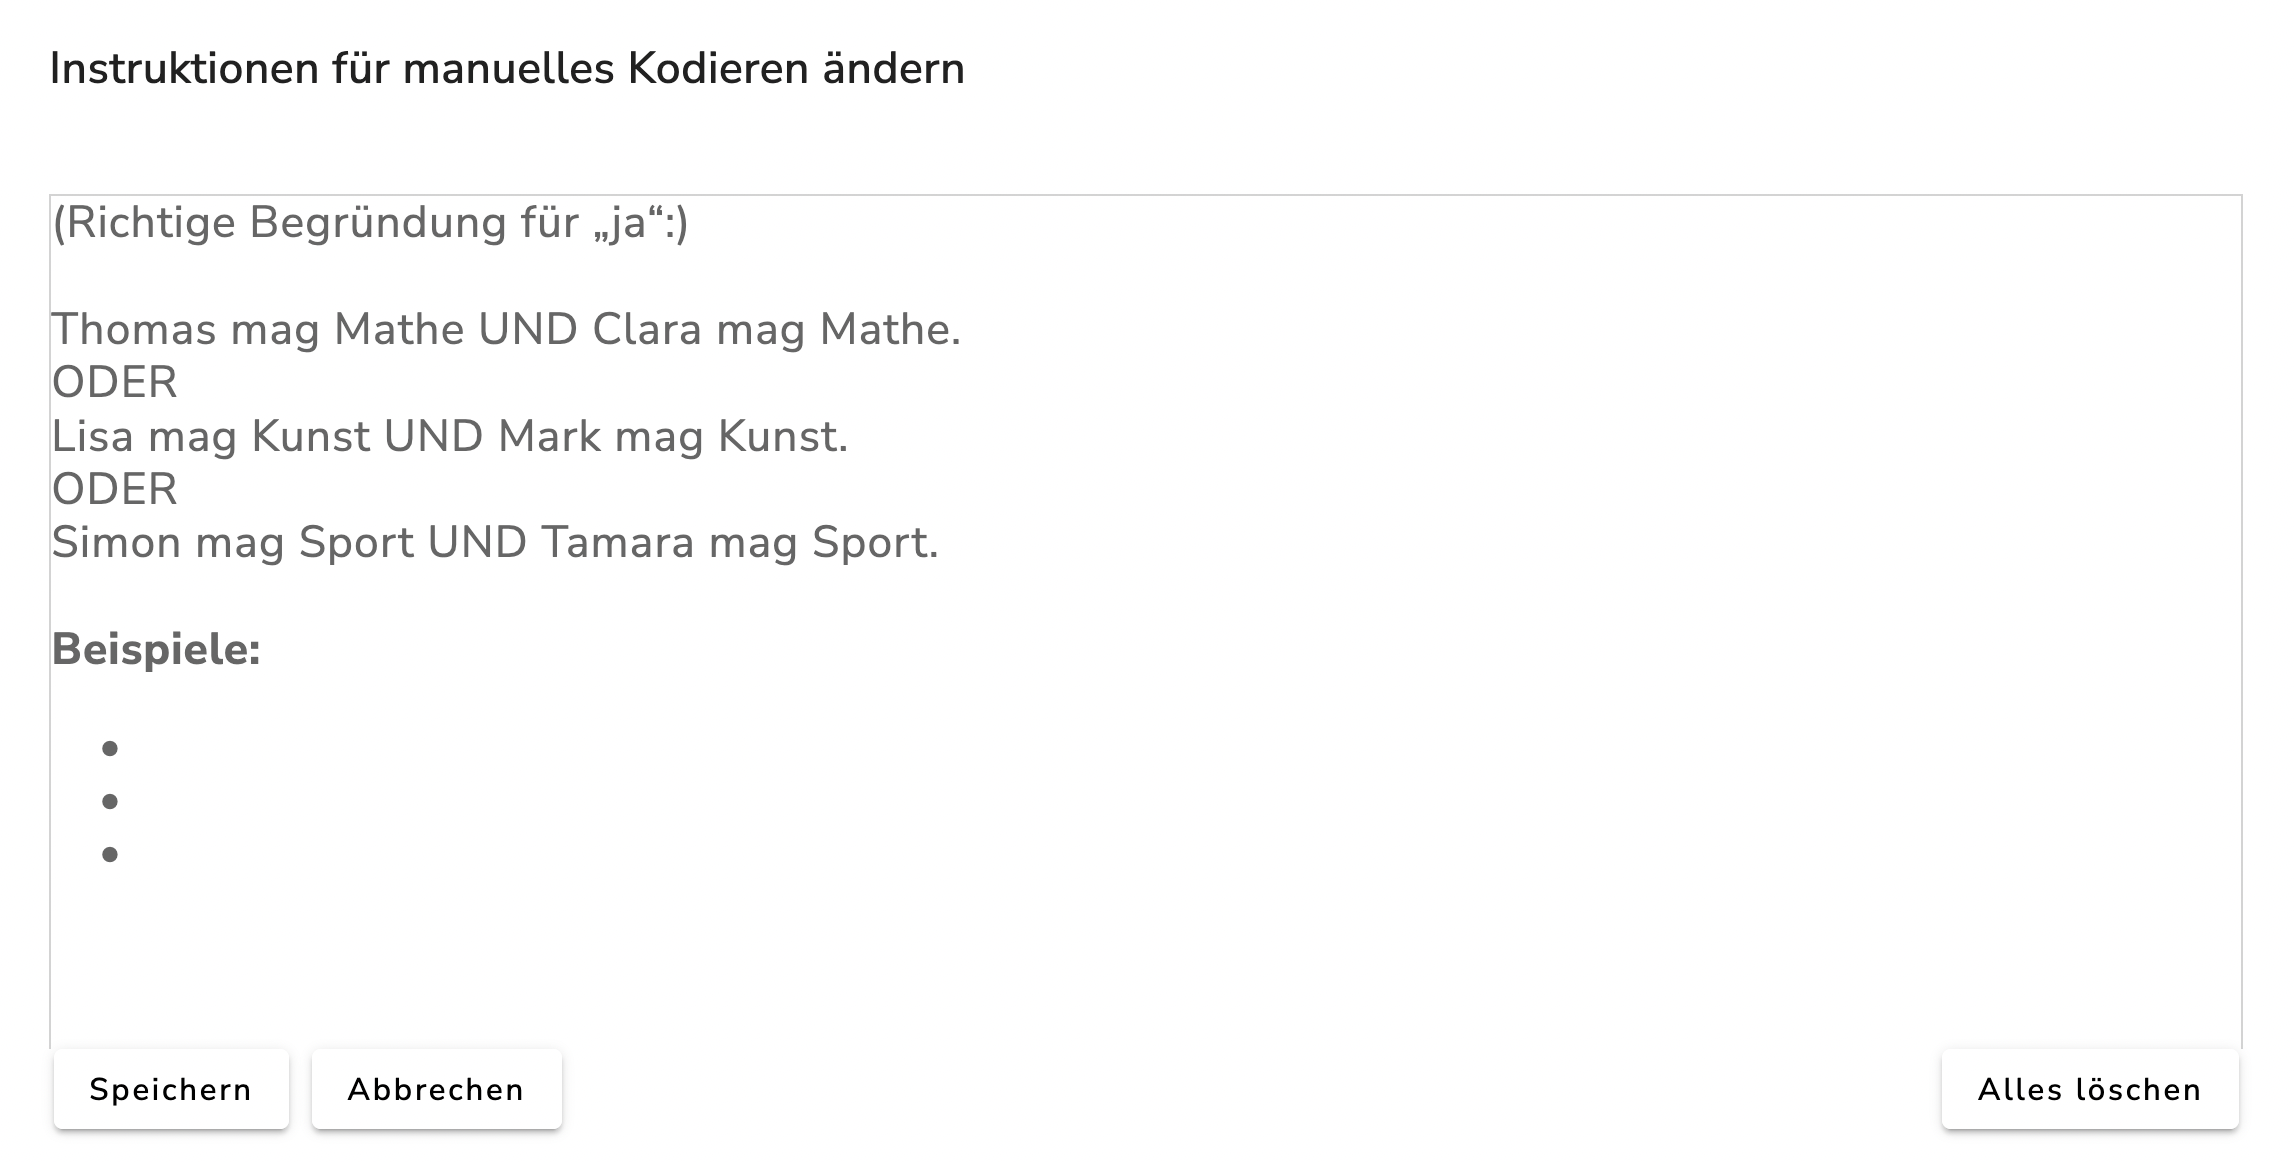 Instruktionen für manuelles Kodieren ändern
(Richtige Begründung für „ja“:)
Thomas mag Mathe UND Clara mag Mathe.
ODER
Lisa mag Kunst UND Mark mag Kunst.
ODER
Simon mag Sport UND Tamara mag Sport.
Beispiele:
Speichern
Abbrechen
Alles löschen